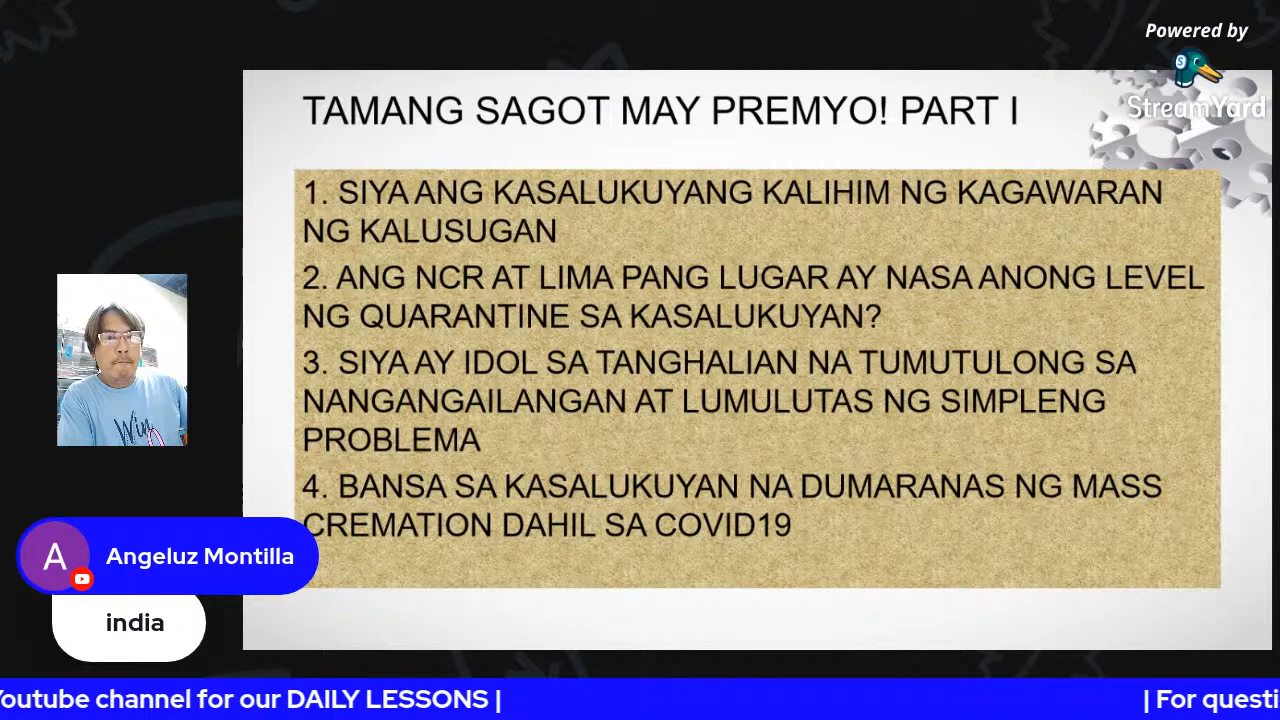 Powered by
StreamYard
TAMANG SAGOT MAY PREMYO! PART I
1. SIYA ANG KASALUKUYANG KALIHIM NG KAGAWARAN
NG KALUSUGAN
2. ANG NCR AT LIMA PANG LUGAR AY NASA ANONG LEVEL
NG QUARANTINE SA KASALUKUYAN?
3. SIYA AY IDOL SA TANGHALIAN NA TUMUTULONG SA
NANGANGAILANGAN AT LUMULUTAS NG SIMPLENG
PROBLEMA
4. BANSA SA KASALUKUYAN NA DUMARANAS NG MASS
CREMATION DAHIL SA COVID19
Win
A
Angeluz Montilla
india
Youtube channel for our DAILY LESSONS |
| For questi